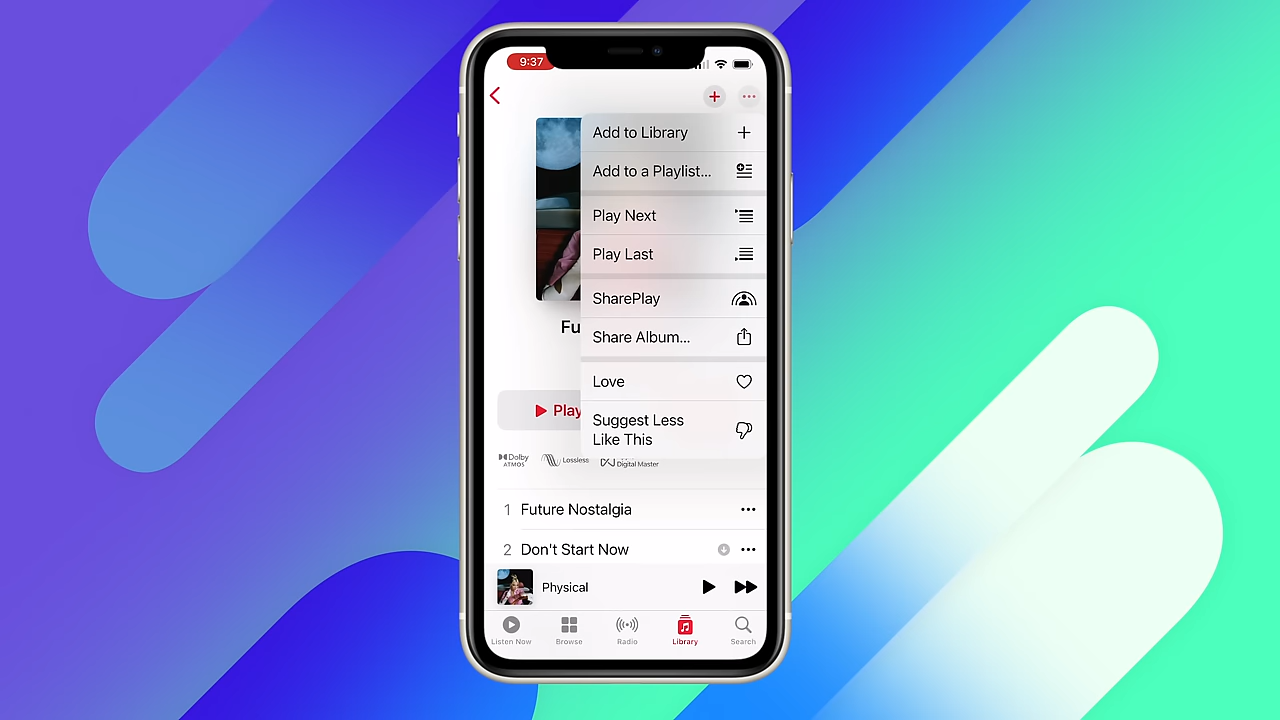 9:37
Add to Library
Add to a Playlist...
Play Next
Play Last
SharePlay
Share Album...
Fu
Love
Play
Suggest Less
Like This
Dolby
ATMOS
Lossless
Digital Master
1 Future Nostalgia
2 Don't Start Now
Physical
Listen Now
Browse
Radio
Library
Search